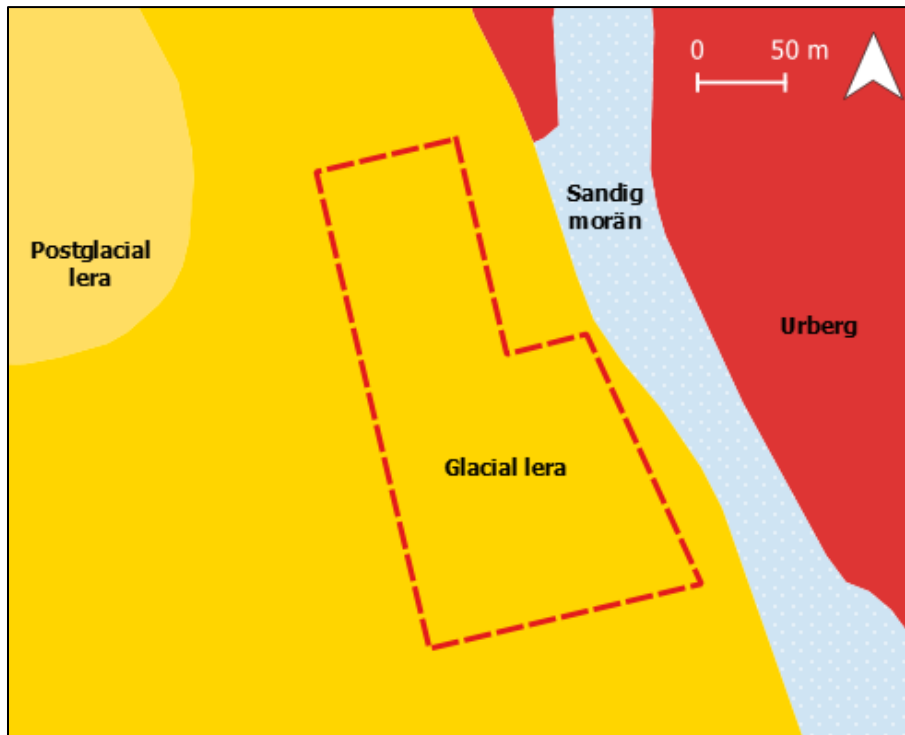 0 50 m
Sandig
morän
Postglacial
lera
Urberg
Glacial lera